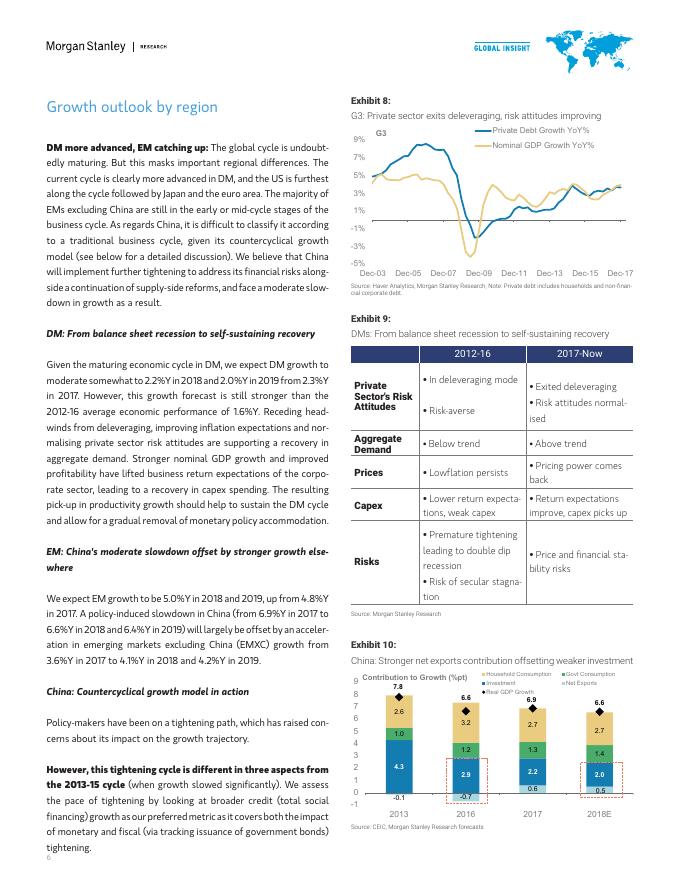 Morgan Stanley | RESEARCH
GLOBAL INSIGHT
Growth outlook by region
DM more advanced, EM catching up: The global cycle is undoubt-
edly maturing. But this masks important regional differences. The
current cycle is clearly more advanced in DM, and the US is furthest
along the cycle followed by Japan and the euro area. The majority of
EMs excluding China are still in the early or mid-cycle stages of the
business cycle. As regards China, it is difficult to classify it according
to a traditional business cycle, given its countercyclical growth
model (see below for a detailed discussion). We believe that China
will implement further tightening to address its financial risks along-
side a continuation of supply-side reforms, and face a moderate slow-
down in growth as a result.
DM: From balance sheet recession to self-sustaining recovery
Given the maturing economic cycle in DM, we expect DM growth to
moderate somewhat to 2.2%Y in 2018 and 2.0%Y in 2019 from 2.3%Y
in 2017. However, this growth forecast is still stronger than the
2012-16 average economic performance of 1.6%Y. Receding head-
winds from deleveraging, improving inflation expectations and nor-
malising private sector risk attitudes are supporting a recovery in
aggregate demand. Stronger nominal GDP growth and improved
profitability have lifted business return expectations of the corpo-
rate sector, leading to a recovery in capex spending. The resulting
pick-up in productivity growth should help to sustain the DM cycle
and allow for a gradual removal of monetary policy accommodation.
EM: China's moderate slowdown offset by stronger growth else-
where
We expect EM growth to be 5.0%Y in 2018 and 2019, up from 4.8%Y
in 2017. A policy-induced slowdown in China (from 6.9%Y in 2017 to
6.6%Y in 2018 and 6.4%Y in 2019) will largely be offset by an acceler-
ation in emerging markets excluding China (EMXC) growth from
3.6%Y in 2017 to 4.1%Y in 2018 and 4.2%Y in 2019.
China: Countercyclical growth model in action
Policy-makers have been on a tightening path, which has raised con-
cerns about its impact on the growth trajectory.
However, this tightening cycle is different in three aspects from
the 2013-15 cycle (when growth slowed significantly). We assess
the pace of tightening by looking at broader credit (total social
financing) growth as our preferred metric as it covers both the impact
of monetary and fiscal (via tracking issuance of government bonds)
tightening.
6
Exhibit 8:
G3: Private sector exits deleveraging, risk attitudes improving
G3
Private Debt Growth YoY%
Nominal GDP Growth YoY%
9%
7%
5%
3%
1%
-1%
-3%
-5%
Dec-03 Dec-05 Dec-07 Dec-09 Dec-11 Dec-13 Dec-15 Dec-17
Source: Haver Analytics, Morgan Stanley Research; Note: Private debt includes households and non-finan-
cial corporate debt.
Exhibit 9:
DMs: From balance sheet recession to self-sustaining recovery
2012-16 2017-Now
Private
Sector's Risk
Attitudes
• In deleveraging mode
• Risk-averse
• Exited deleveraging
• Risk attitudes normal-
ised
Aggregate
Demand
• Below trend
• Above trend
Prices
• Lowflation persists
• Pricing power comes
back
Capex
• Lower return expecta-
tions, weak capex
• Return expectations
improve, capex picks up
Risks
• Premature tightening
leading to double dip
recession
• Risk of secular stagna-
tion
• Price and financial sta-
bility risks
Source: Morgan Stanley Research
Exhibit 10:
China: Stronger net exports contribution offsetting weaker investment
Contribution to Growth (%pt)
Household Consumption
Govt Consumption
Investment
Net Exports
Real GDP Growth
9
8
7
6
5
4
3
2
1
0
-1
7.8 6.6 6.9 6.6
2.6 3.2 2.7 2.7
1.0 1.2 1.3 1.4
4.3 2.9 2.2 2.0
-0.1 -0.7 0.6 0.5
2013 2016 2017 2018E
Source: CEIC, Morgan Stanley Research forecasts